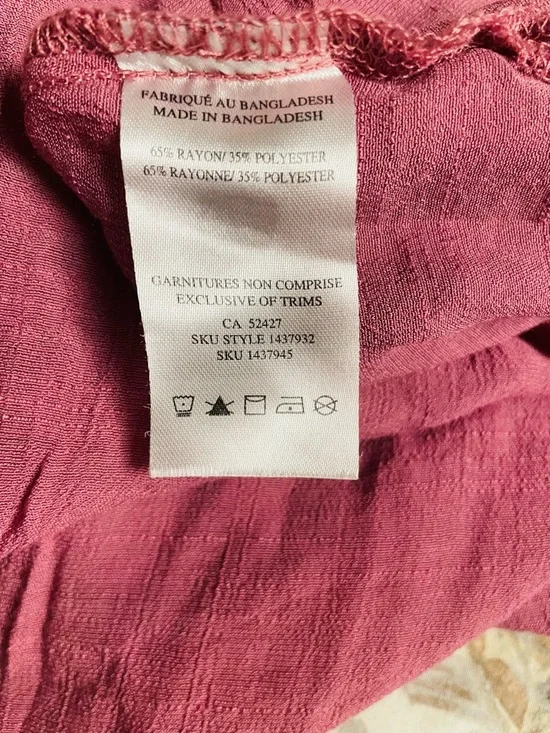 FABRIQUÉ AU BANGLADESH
MADE IN BANGLADESH
65% RAYON/ 35% POLYESTER
65% RAYONNE/ 35% POLYESTER
GARNITURES NON COMPRISE
EXCLUSIVE OF TRIMS
CA 52427
SKU STYLE 1437932
SKU 1437945